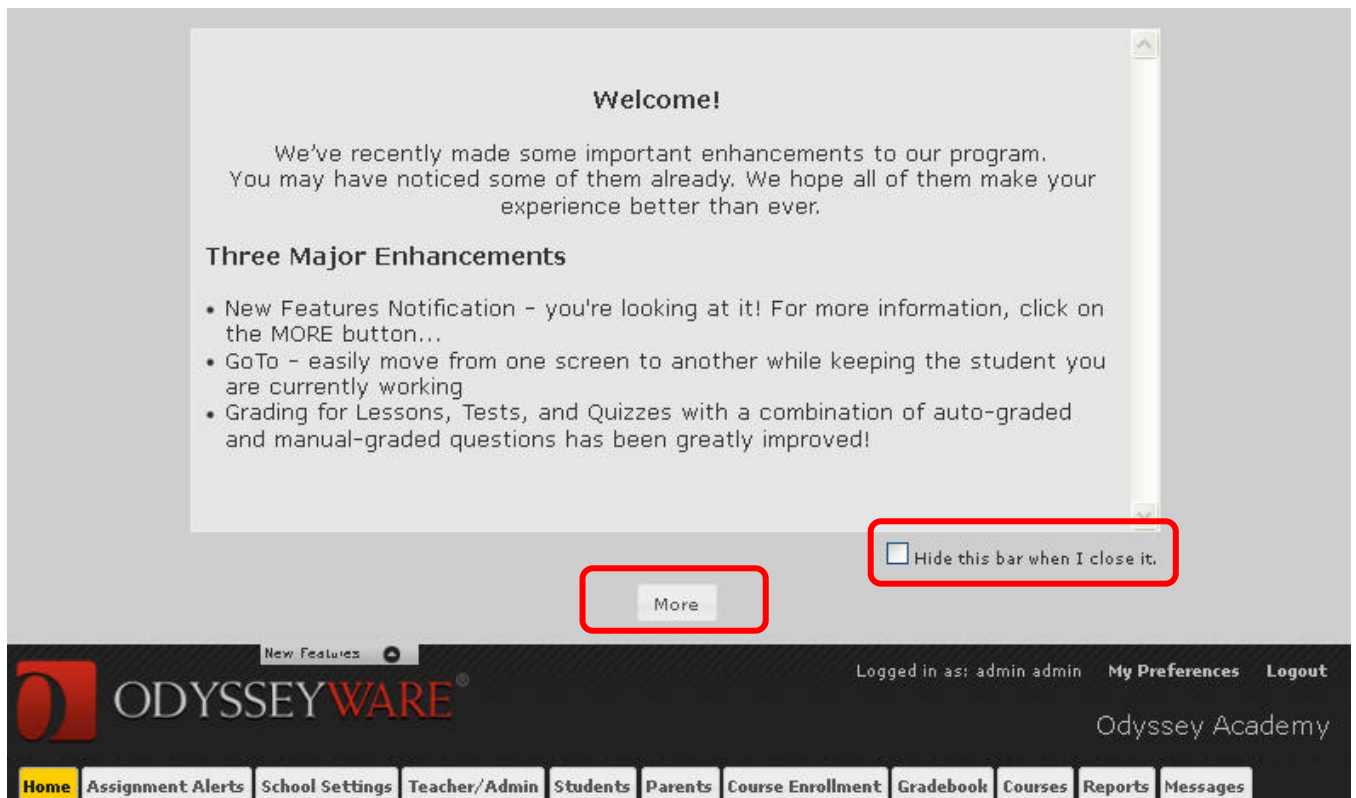 Welcome!
We've recently made some important enhancements to our program.
You may have noticed some of them already. We hope all of them make your
experience better than ever.
Three Major Enhancements
• New Features Notification – you're looking at it! For more information, click on
the MORE button...
• GoTo – easily move from one screen to another while keeping the student you
are currently working
• Grading for Lessons, Tests, and Quizzes with a combination of auto-graded
and manual-graded questions has been greatly improved!
Hide this bar when I close it.
More
New Features
Logged in as: admin admin My Preferences Logout
ODYSSEYWARE®
Odyssey Academy
Home Assignment Alerts School Settings Teacher/Admin Students Parents Course Enrollment Gradebook Courses Reports Messages